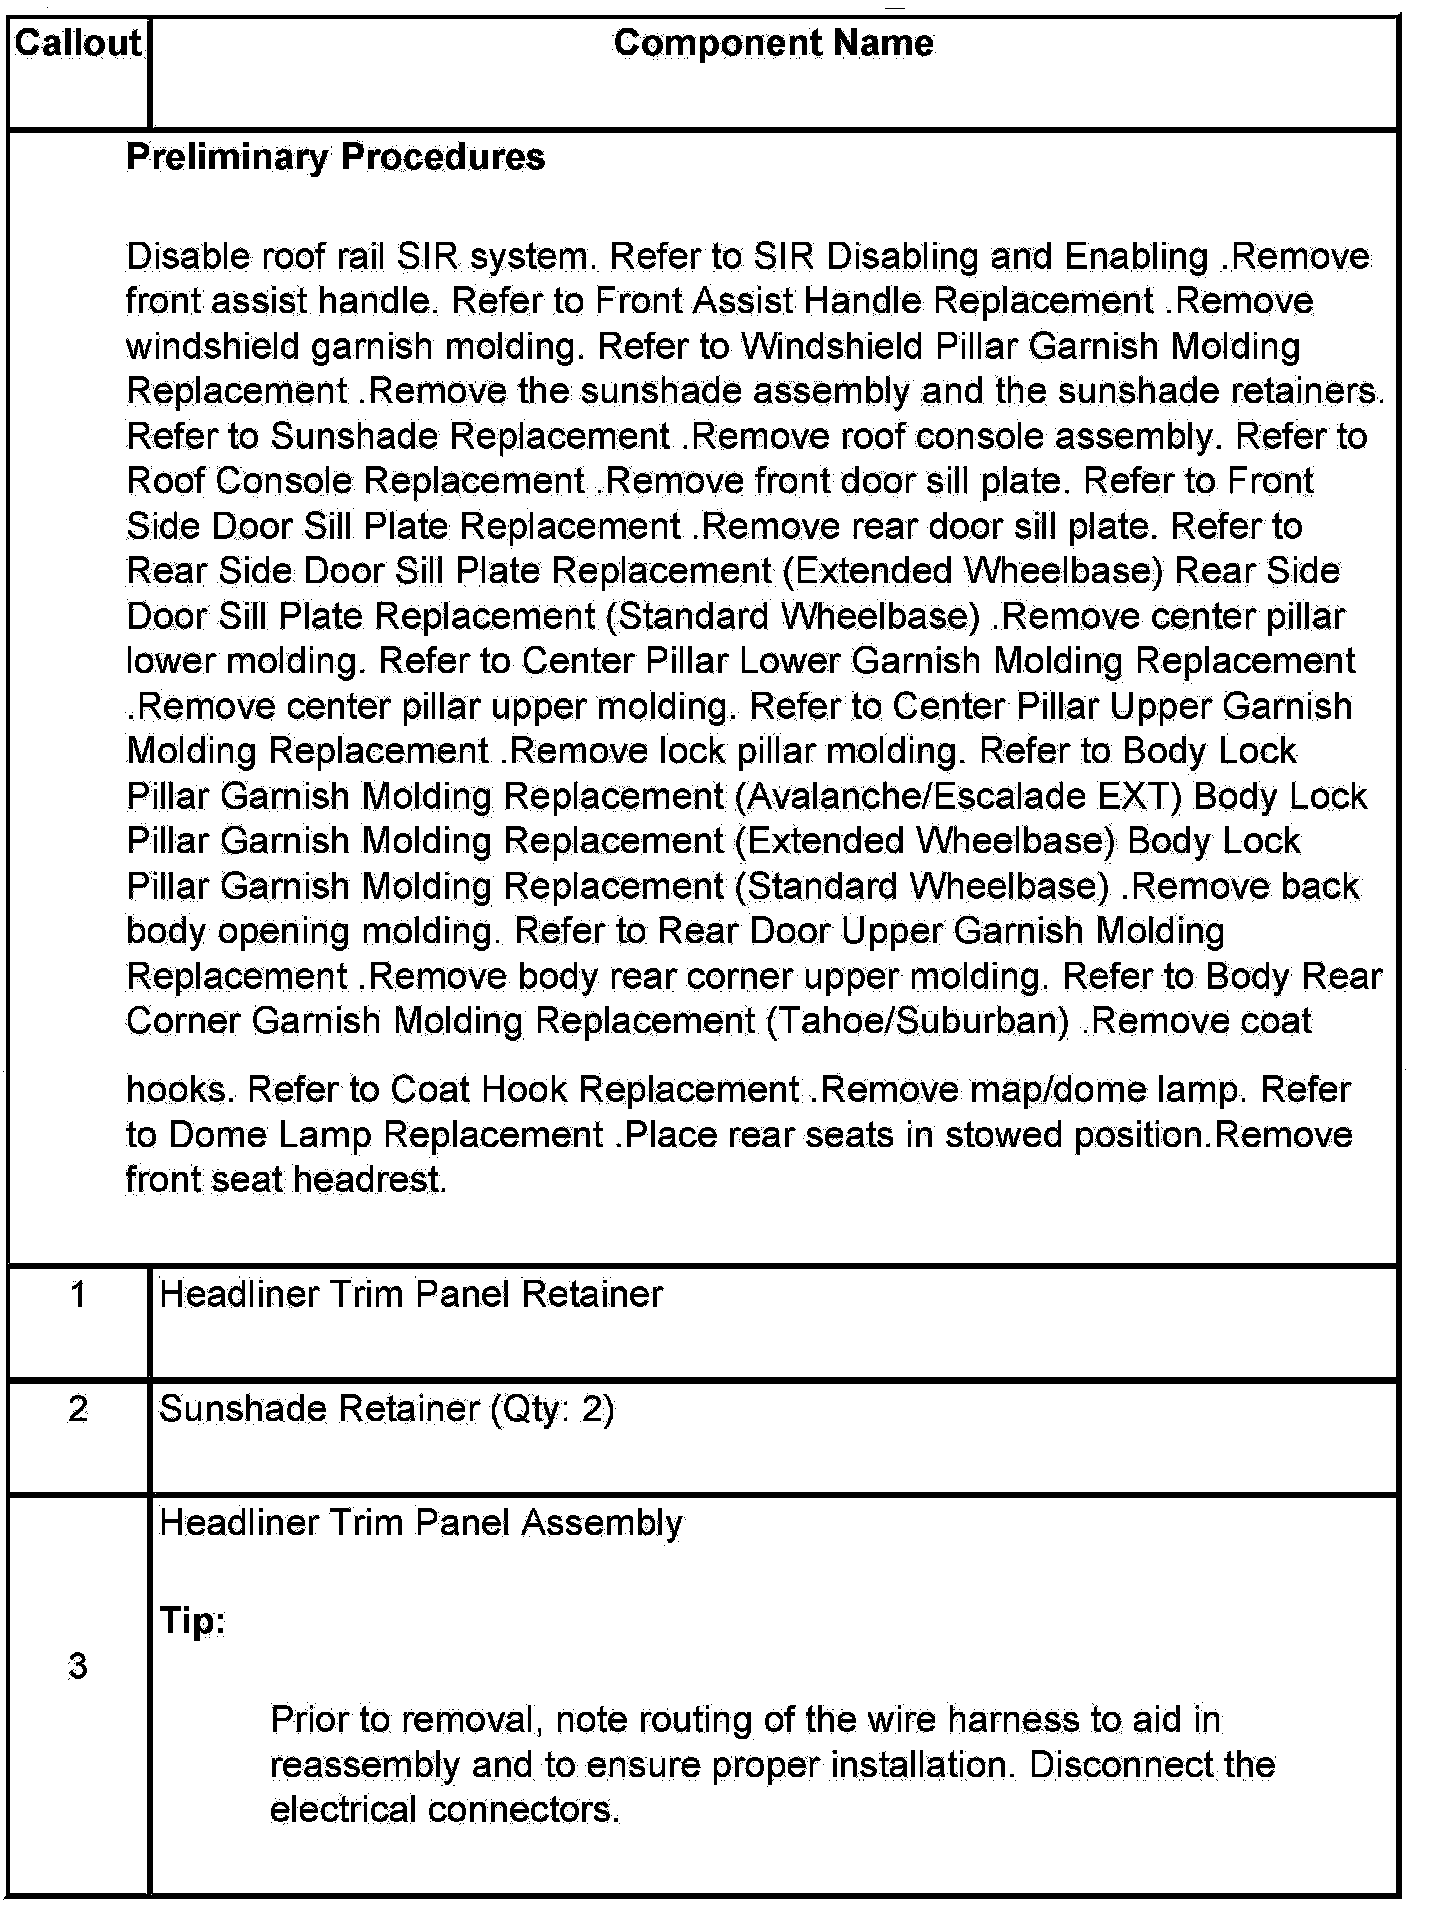 Callout Component Name
Preliminary Procedures
Disable roof rail SIR system. Refer to SIR Disabling and Enabling .Remove
front assist handle. Refer to Front Assist Handle Replacement .Remove
windshield garnish molding. Refer to Windshield Pillar Garnish Molding
Replacement .Remove the sunshade assembly and the sunshade retainers.
Refer to Sunshade Replacement .Remove roof console assembly. Refer to
Roof Console Replacement .Remove front door sill plate. Refer to Front
Side Door Sill Plate Replacement .Remove rear door sill plate. Refer to
Rear Side Door Sill Plate Replacement (Extended Wheelbase) Rear Side
Door Sill Plate Replacement (Standard Wheelbase) .Remove center pillar
lower molding. Refer to Center Pillar Lower Garnish Molding Replacement
.Remove center pillar upper molding. Refer to Center Pillar Upper Garnish
Molding Replacement .Remove lock pillar molding. Refer to Body Lock
Pillar Garnish Molding Replacement (Avalanche/Escalade EXT) Body Lock
Pillar Garnish Molding Replacement (Extended Wheelbase) Body Lock
Pillar Garnish Molding Replacement (Standard Wheelbase) .Remove back
body opening molding. Refer to Rear Door Upper Garnish Molding
Replacement .Remove body rear corner upper molding. Refer to Body Rear
Corner Garnish Molding Replacement (Tahoe/Suburban) .Remove coat
hooks. Refer to Coat Hook Replacement .Remove map/dome lamp. Refer
to Dome Lamp Replacement .Place rear seats in stowed position.Remove
front seat headrest.
1 Headliner Trim Panel Retainer
2 Sunshade Retainer (Qty: 2)
Headliner Trim Panel Assembly
Tip:
3
Prior to removal, note routing of the wire harness to aid in
reassembly and to ensure proper installation. Disconnect the
electrical connectors.